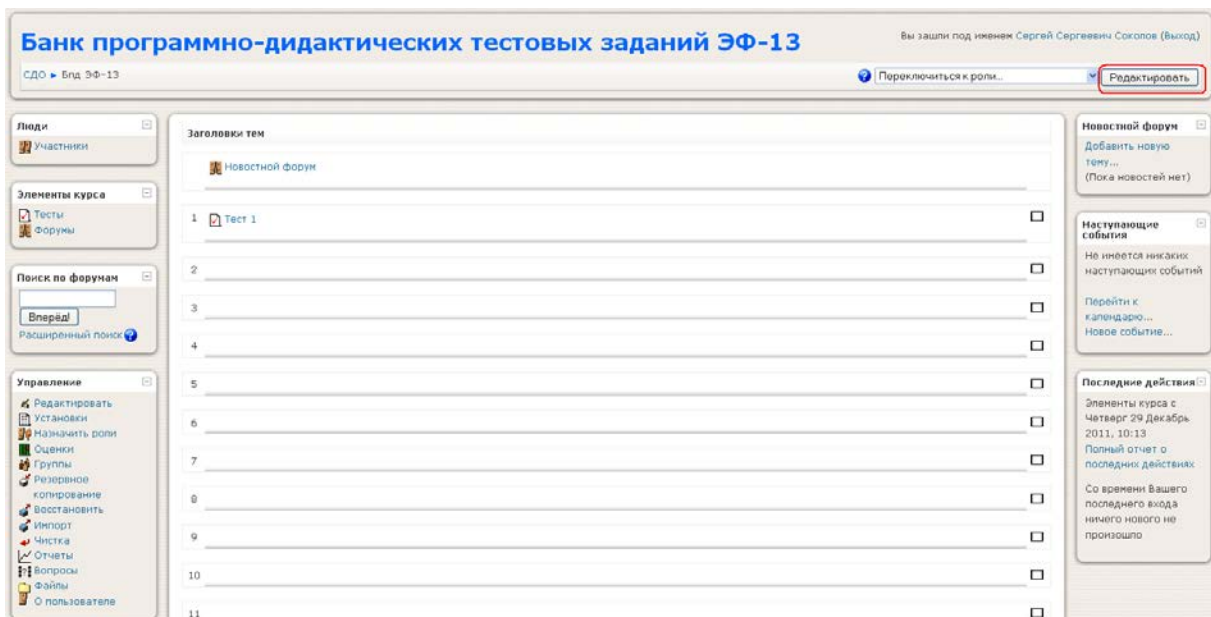 Банк программно-дидактических тестовых заданий ЭФ-13
Вы зашли под именем Сергей Сергеевич Соколов (Выход)
СДО ► Бпд ЭФ-13
Переключиться к роли...
Редактировать
Люди
Участники
Элементы курса
Тесты
Форумы
Поиск по форумам
Вперёд!
Расширенный поиск
Управление
Редактировать
Установки
Назначить роли
Оценки
Группы
Резервное
копирование
Восстановить
Импорт
Чистка
Отчеты
Вопросы
Файлы
О пользователе
Заголовки тем
Новостной форум
1 Тест 1
2
3
4
5
6
7
8
9
10
11
Новостной форум
Добавить новую
тему...
(Пока новостей нет)
Наступающие
события
Не имеется никаких
наступающих событий
Перейти к
календарю...
Новое событие...
Последние действия
Элементы курса с
Четверг 29 Декабрь
2011, 10:13
Полный отчет о
последних действиях
Со времени Вашего
последнего входа
ничего нового не
произошло